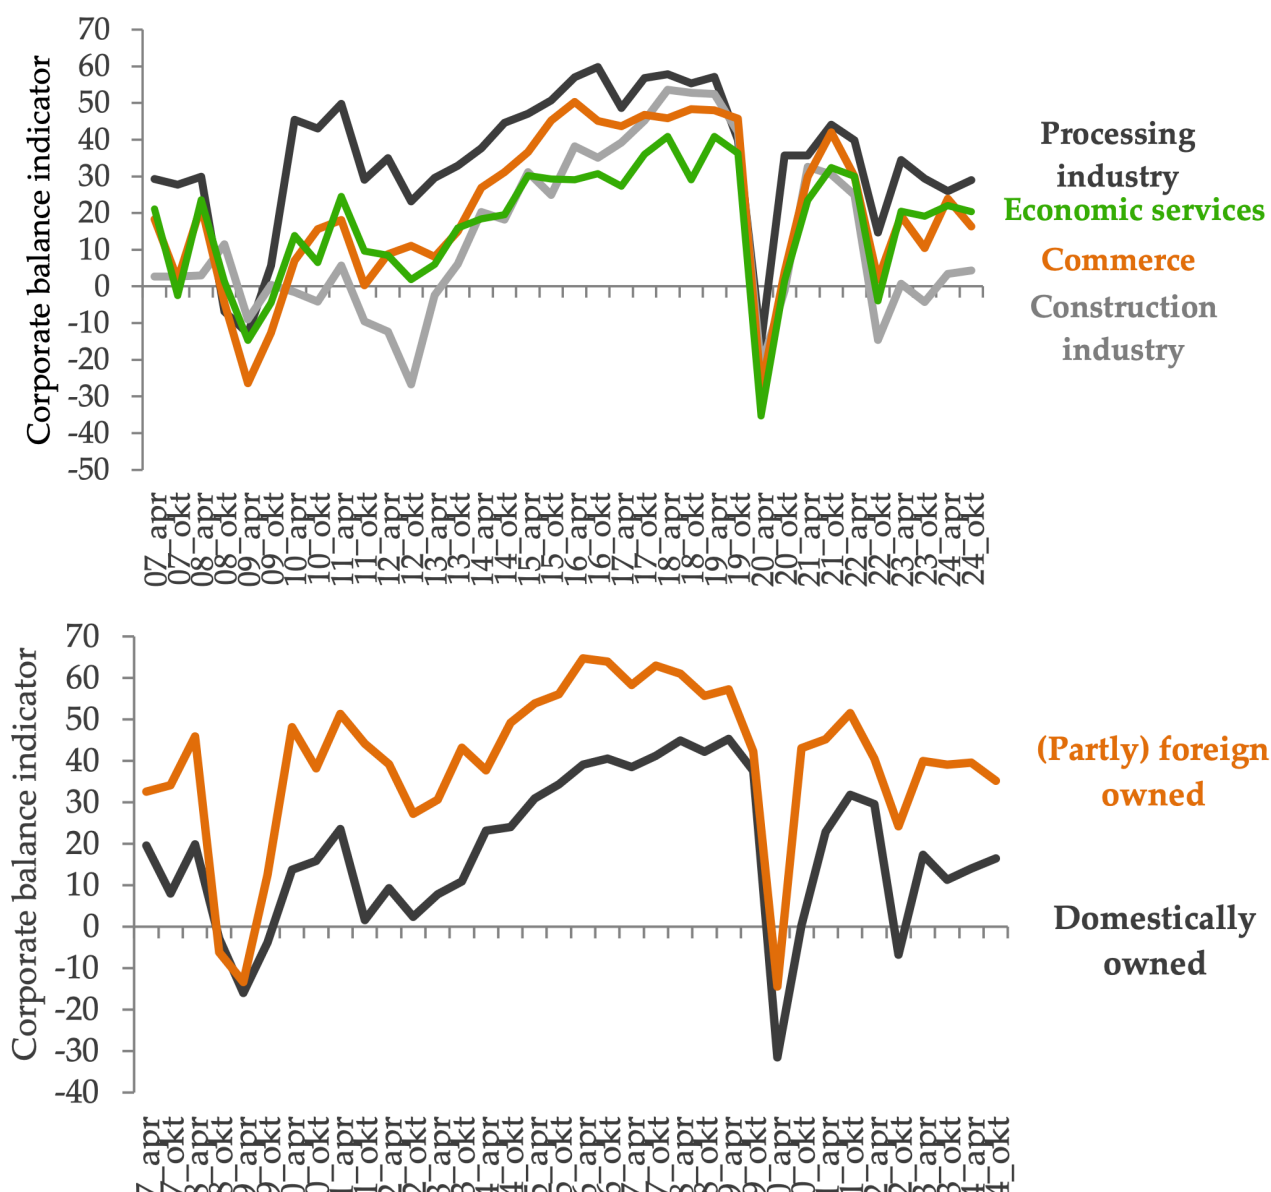 70
60
50
40
30
20
10
0
-10
-20
-30
-40
-50
Corporate balance indicator
07_apr
07_okt
08_apr
08_okt
09_apr
09_okt
10_apr
10_okt
11_apr
11_okt
12_apr
12_okt
13_apr
13_okt
14_apr
14_okt
15_apr
15_okt
16_apr
16_okt
17_apr
17_okt
18_apr
18_okt
19_apr
19_okt
20_apr
20_okt
21_apr
21_okt
22_apr
22_okt
23_apr
23_okt
24_apr
24_okt
Processing
industry
Economic services
Commerce
Construction
industry
70
60
50
40
30
20
10
0
-10
-20
-30
-40
Corporate balance indicator
(Partly) foreign
owned
Domestically
owned